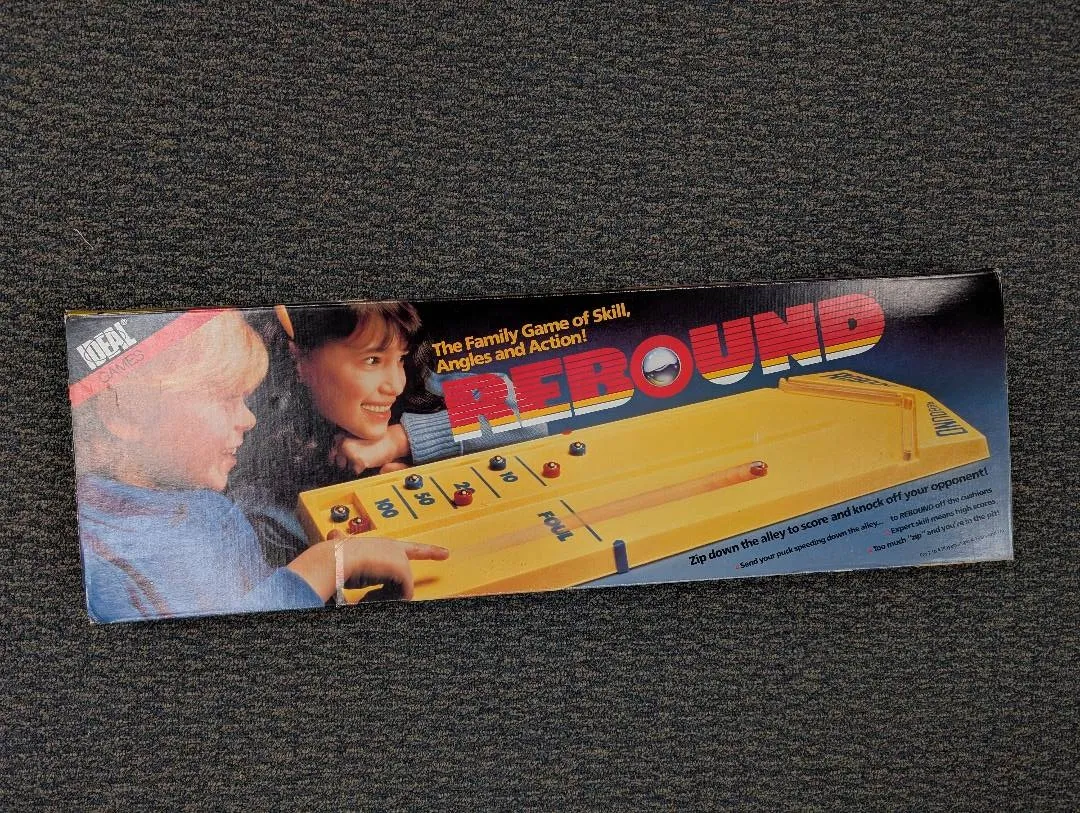 IDEAL®
GAMES
The Family Game of Skill,
Angles and Action!
REBOUND
REBOUND
100
50
10
FOUL
Zip down the alley to score and knock off your opponent!
Send your puck speeding down the alley... to REBOUND off the cushions
Expert skill means high scores
Too much "zip" and you're in the pit!